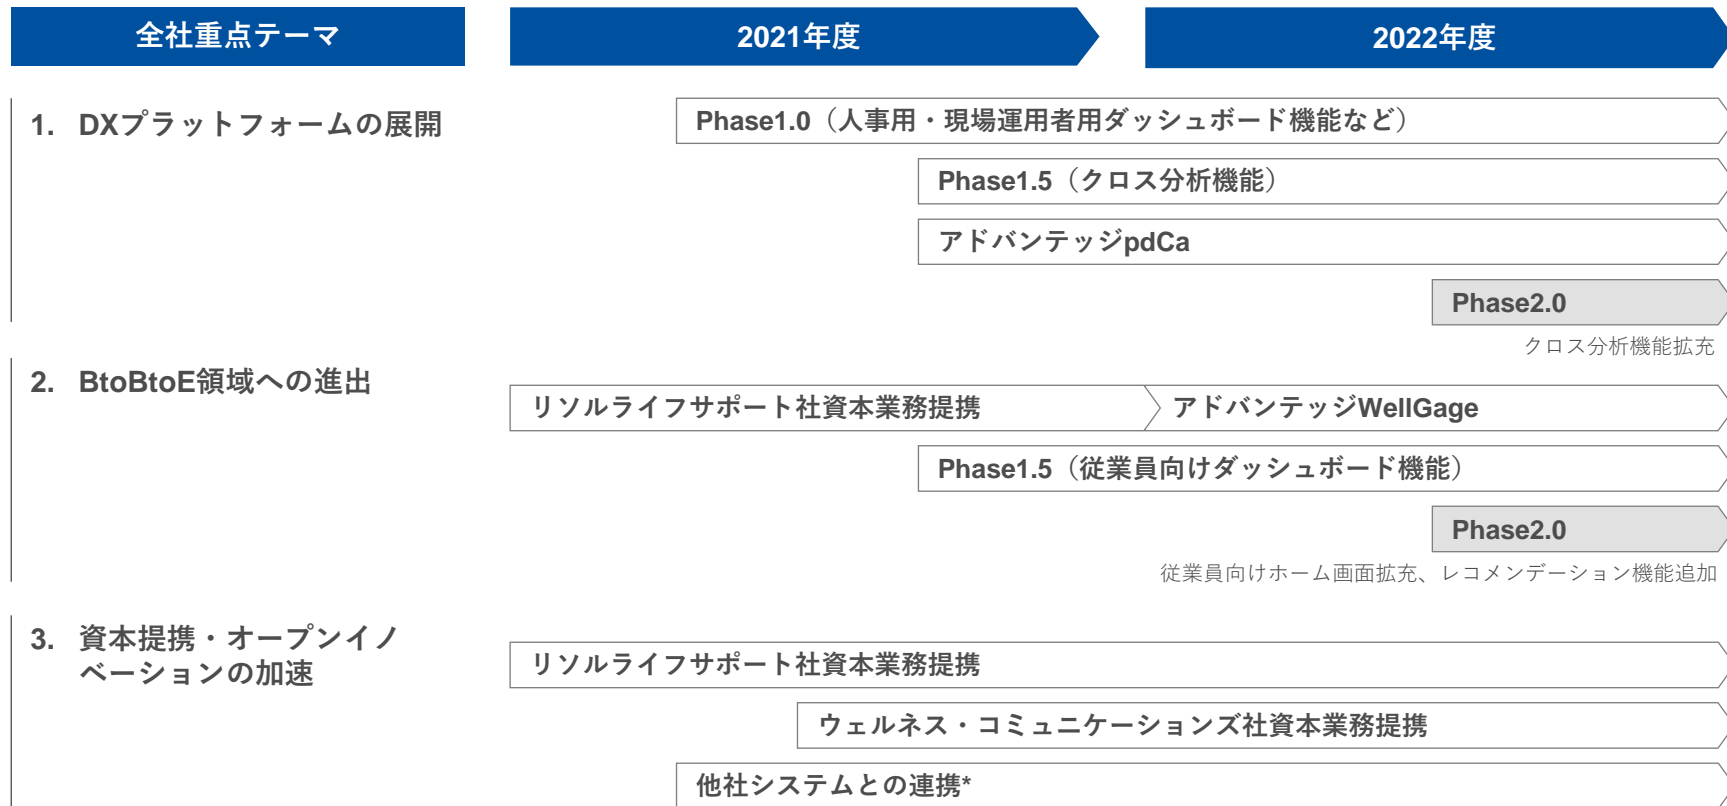 全社重点テーマ
2021年度
2022年度
1. DXプラットフォームの展開
Phase1.0（人事用・現場運用者用ダッシュボード機能など）
Phase1.5（クロス分析機能）
アドバンテッジpdCa
Phase2.0
クロス分析機能拡充
2. BtoBtoE領域への進出
リソルライフサポート社資本業務提携
アドバンテッジWellGage
Phase1.5（従業員向けダッシュボード機能）
Phase2.0
従業員向けホーム画面拡充、レコメンデーション機能追加
3. 資本提携・オープンイノ
ベーションの加速
リソルライフサポート社資本業務提携
ウェルネス・コミュニケーションズ社資本業務提携
他社システムとの連携*